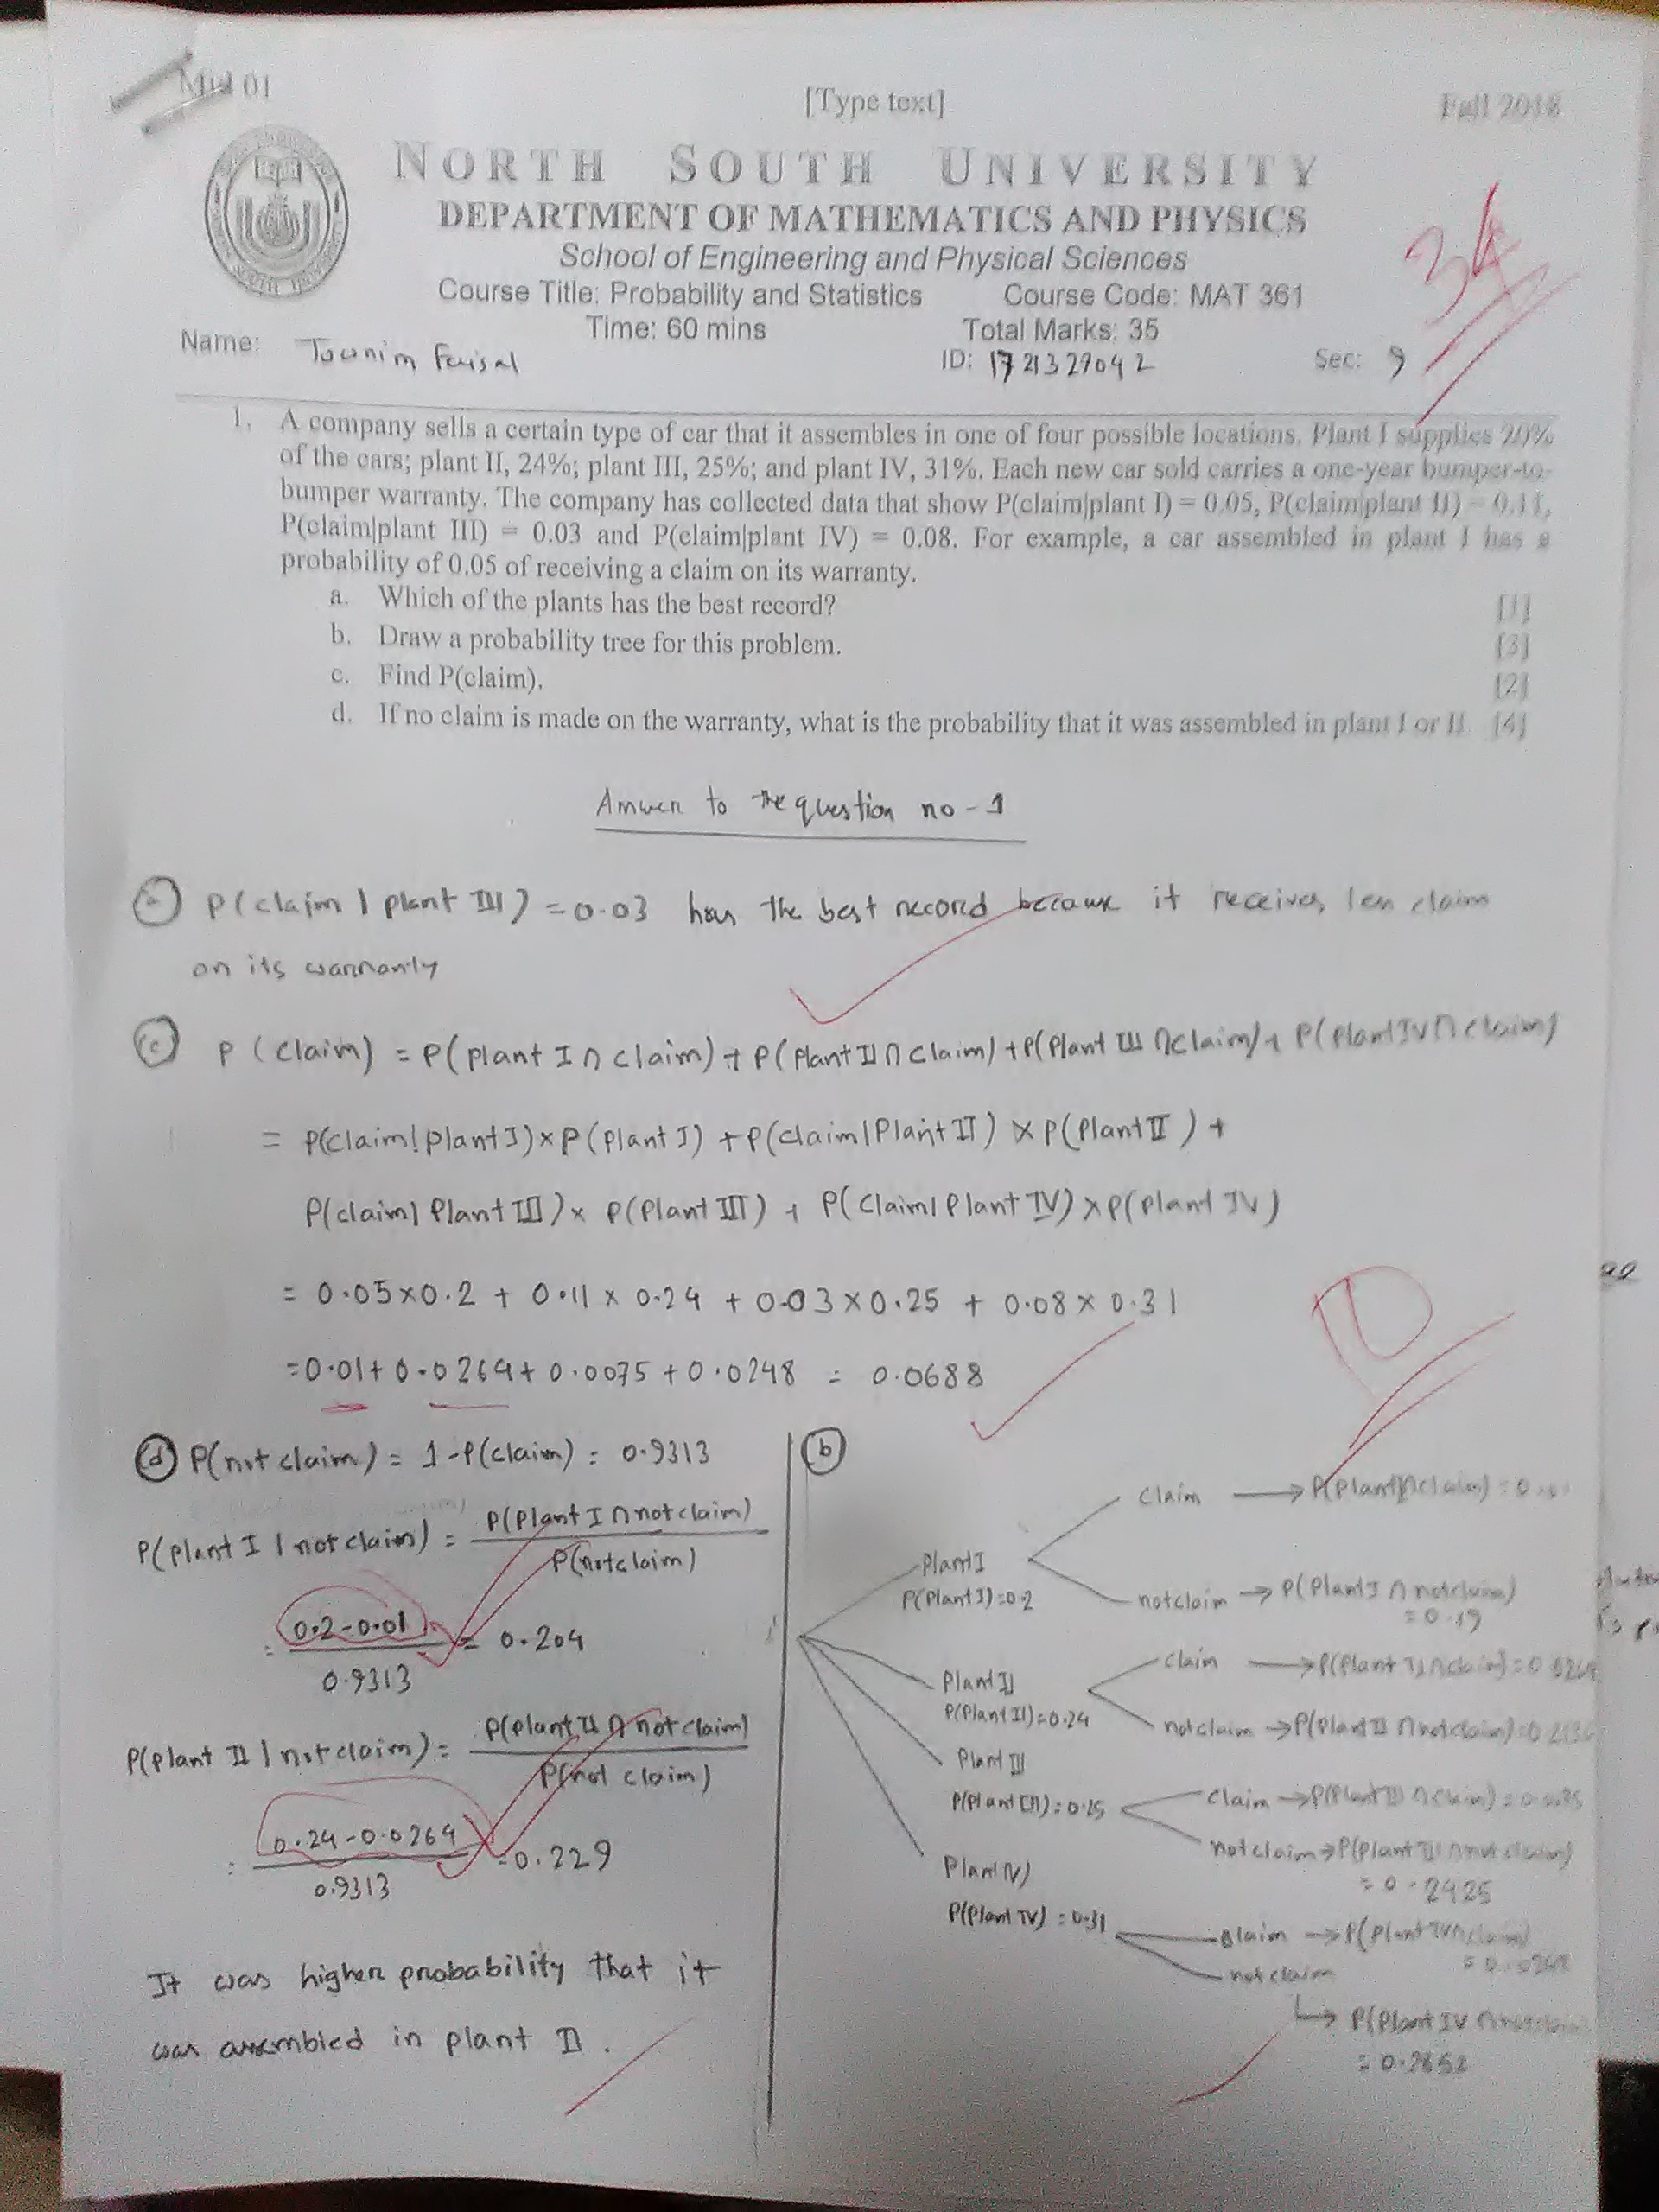 Mid 01
[Type text]
Fall 2018
NORTH SOUTH UNIVERSITY
DEPARTMENT OF MATHEMATICS AND PHYSICS
School of Engineering and Physical Sciences
Course Title: Probability and Statistics Course Code: MAT 361
Time: 60 mins Total Marks: 35
34
Name: Faisal ID: 1721327042 Sec: 9
1. A company sells a certain type of car that it assembles in one of four possible locations. Plant I supplies 20%
of the cars; plant II, 24%; plant III, 25%; and plant IV, 31%. Each new car sold carries a one-year bumper-to-
bumper warranty. The company has collected data that show P(claim|plant I) = 0.05, P(claim|plant II) = 0.11,
P(claim|plant III) = 0.03 and P(claim|plant IV) = 0.08. For example, a car assembled in plant I has a
probability of 0.05 of receiving a claim on its warranty.
a. Which of the plants has the best record? [1]
b. Draw a probability tree for this problem. [3]
c. Find P(claim). [2]
d. If no claim is made on the warranty, what is the probability that it was assembled in plant I or II [4]
Answer to the question no - 1
a P(claim | plant III) = 0.03 has the best record because it receives less claim
on its warranty
c P(claim) = P(plant I ∩ claim) + P(Plant II ∩ Claim) + P(Plant III ∩ Claim) + P(Plant IV ∩ Claim)
= P(claim|plant I) × P(Plant I) + P(claim|Plant II) × P(Plant II) +
P(claim| Plant III) × P(Plant III) + P(Claim| Plant IV) × P(Plant IV)
= 0.05×0.2 + 0.11 × 0.24 + 0.03 × 0.25 + 0.08 × 0.31
10
= 0.01 + 0.0264 + 0.0075 + 0.0248 = 0.0688
d P(not claim) = 1-P(claim) = 0.9313
P(Plant I | not claim) = P(Plant I ∩ not claim)
P(not claim)
= 0.2-0.01 = 0.204
0.9313
P(Plant II | not claim) = P(plant II ∩ not claim)
P(not claim)
= 0.24-0.0264 = 0.229
0.9313
It was higher probability that it
was assembled in plant II.
b
Claim → P(Plant I ∩ claim) = 0.01
Plant I
P(Plant I) = 0.2
not claim → P(Plant I ∩ not claim)
= 0.19
Claim → P(Plant II ∩ claim) = 0.0264
Plant II
P(Plant II) = 0.24
not claim → P(Plant II ∩ not claim) = 0.2136
Plant III
P(Plant III) = 0.25
Claim → P(Plant III ∩ Claim) = 0.0075
not claim → P(Plant III ∩ not claim)
= 0.2425
Plant IV
P(Plant IV) = 0.31
claim → P(Plant IV ∩ claim)
= 0.0248
not claim
→ P(Plant IV ∩ not claim)
= 0.2852